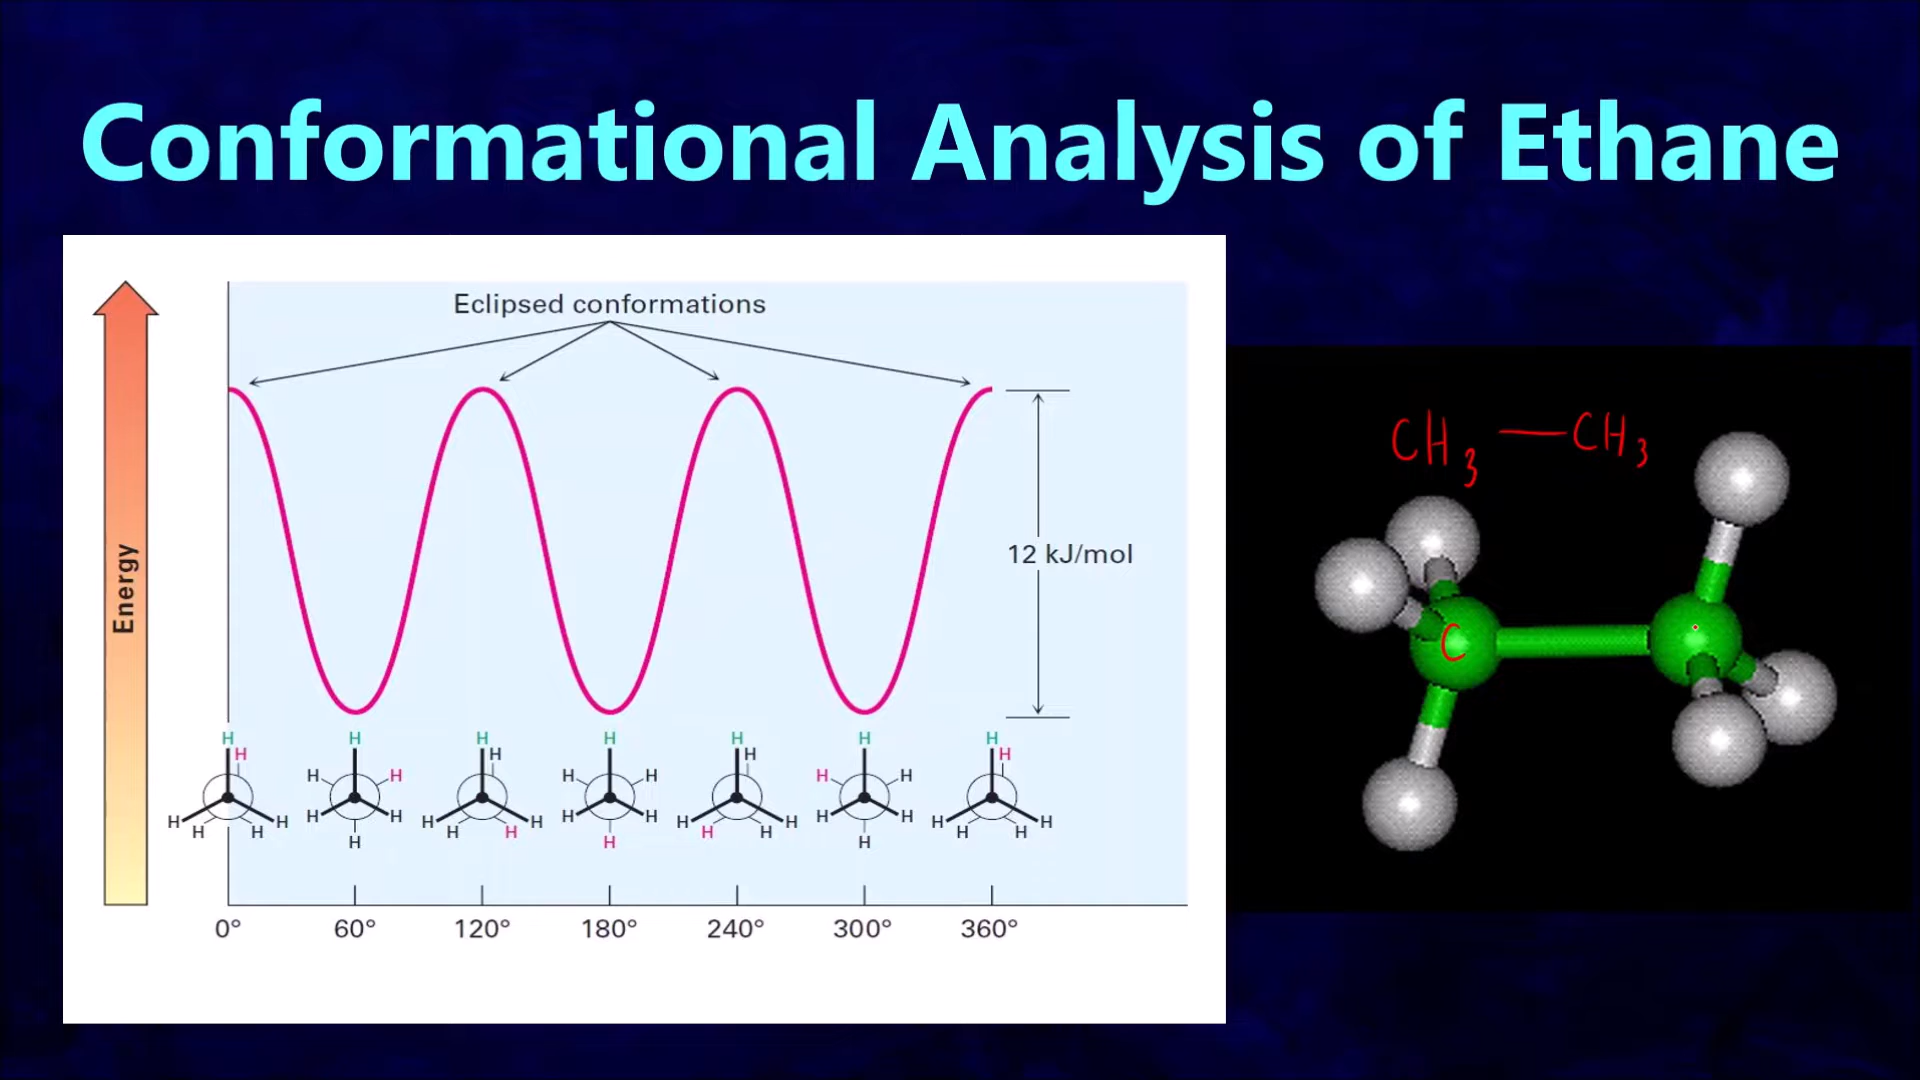 Conformational Analysis of Ethane
Eclipsed conformations
Energy
12 kJ/mol
H H H H H H
H H H H H H
H H H H H H
H H H H H H
H H H H H H
H H H H H H
H H H H H H
0° 60° 120° 180° 240° 300° 360°
CH3 — CH3
C